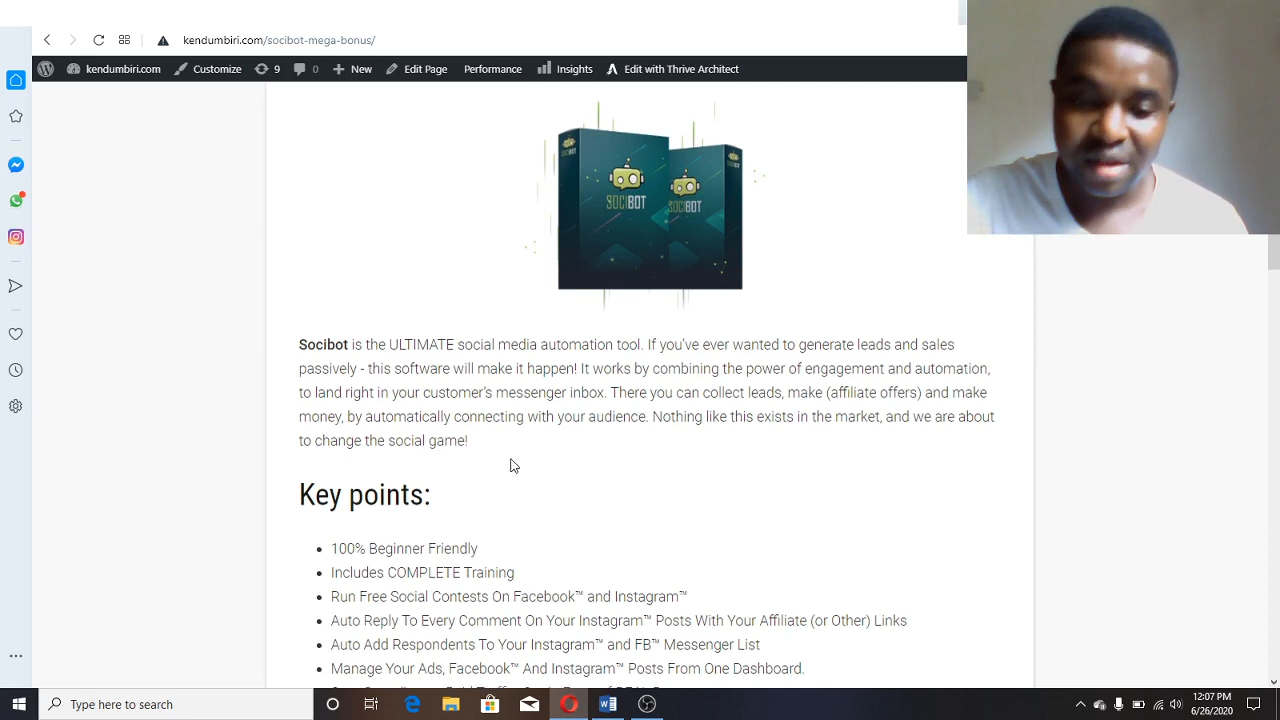 kendumbiri.com/socibot-mega-bonus/
kendumbiri.com Customize 9 0 New Edit Page Performance Insights Edit with Thrive Architect
SOCIBOT
SOCIBOT
Socibot is the ULTIMATE social media automation tool. If you've ever wanted to generate leads and sales
passively - this software will make it happen! It works by combining the power of engagement and automation,
to land right in your customer's messenger inbox. There you can collect leads, make (affiliate offers) and make
money, by automatically connecting with your audience. Nothing like this exists in the market, and we are about
to change the social game!
Key points:
100% Beginner Friendly
Includes COMPLETE Training
Run Free Social Contests On Facebook™ and Instagram™
Auto Reply To Every Comment On Your Instagram™ Posts With Your Affiliate (or Other) Links
Auto Add Respondents To Your Instagram™ and FB™ Messenger List
Manage Your Ads, Facebook™ And Instagram™ Posts From One Dashboard.
Type here to search
12:07 PM
6/26/2020